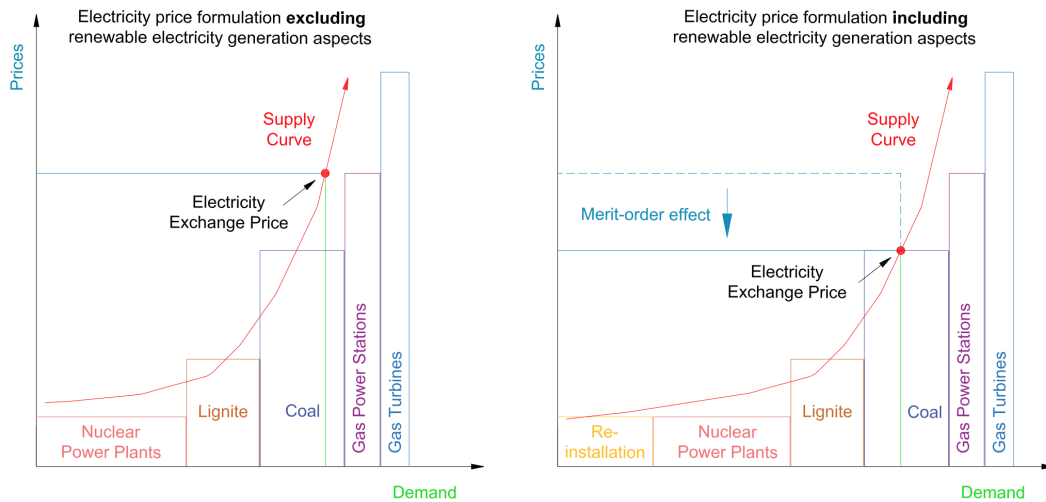 Electricity price formulation excluding
renewable electricity generation aspects
Prices
Supply
Curve
Electricity
Exchange Price
Nuclear
Power Plants
Lignite
Coal
Gas Power Stations
Gas Turbines
Demand
Electricity price formulation including
renewable electricity generation aspects
Prices
Supply
Curve
Merit-order effect
Electricity
Exchange Price
Re-
installation
Nuclear
Power Plants
Lignite
Coal
Gas Power Stations
Gas Turbines
Demand